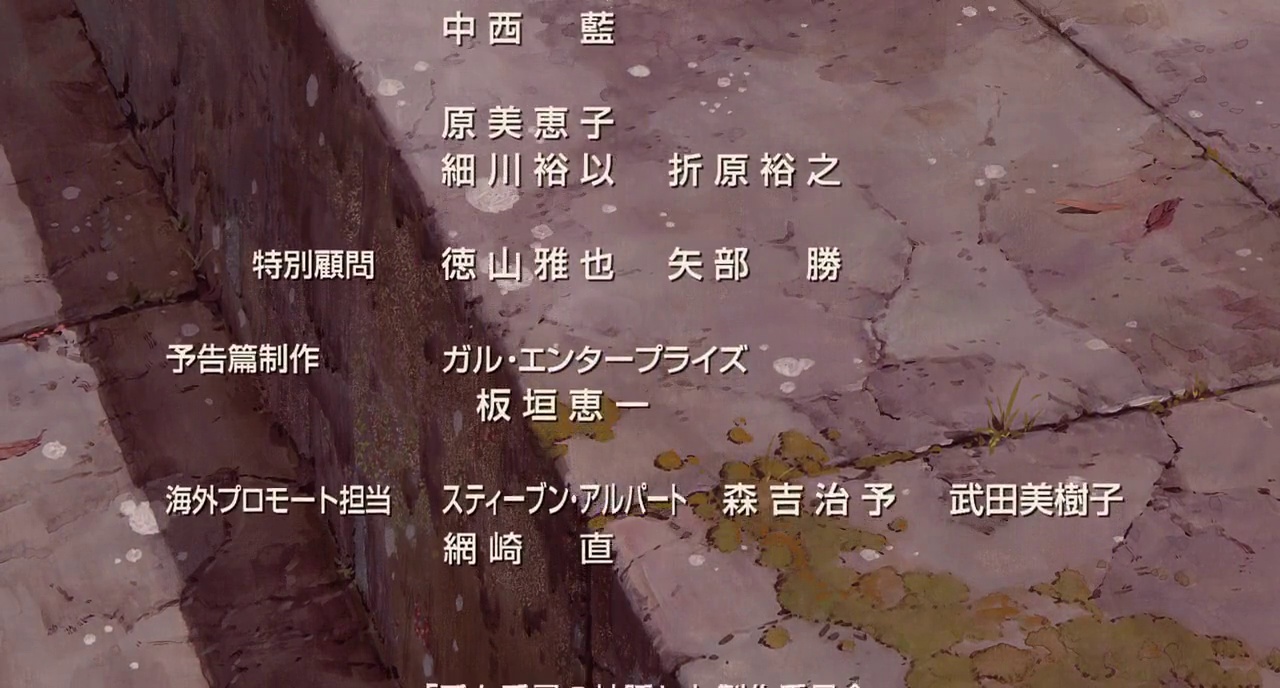 中西 藍
原美恵子
細川裕以 折原裕之
特別顧問 徳山雅也 矢部 勝
予告篇制作 ガル・エンタープライズ
板垣恵一
海外プロモート担当 スティーブン・アルパート 森吉治予 武田美樹子
網崎 直